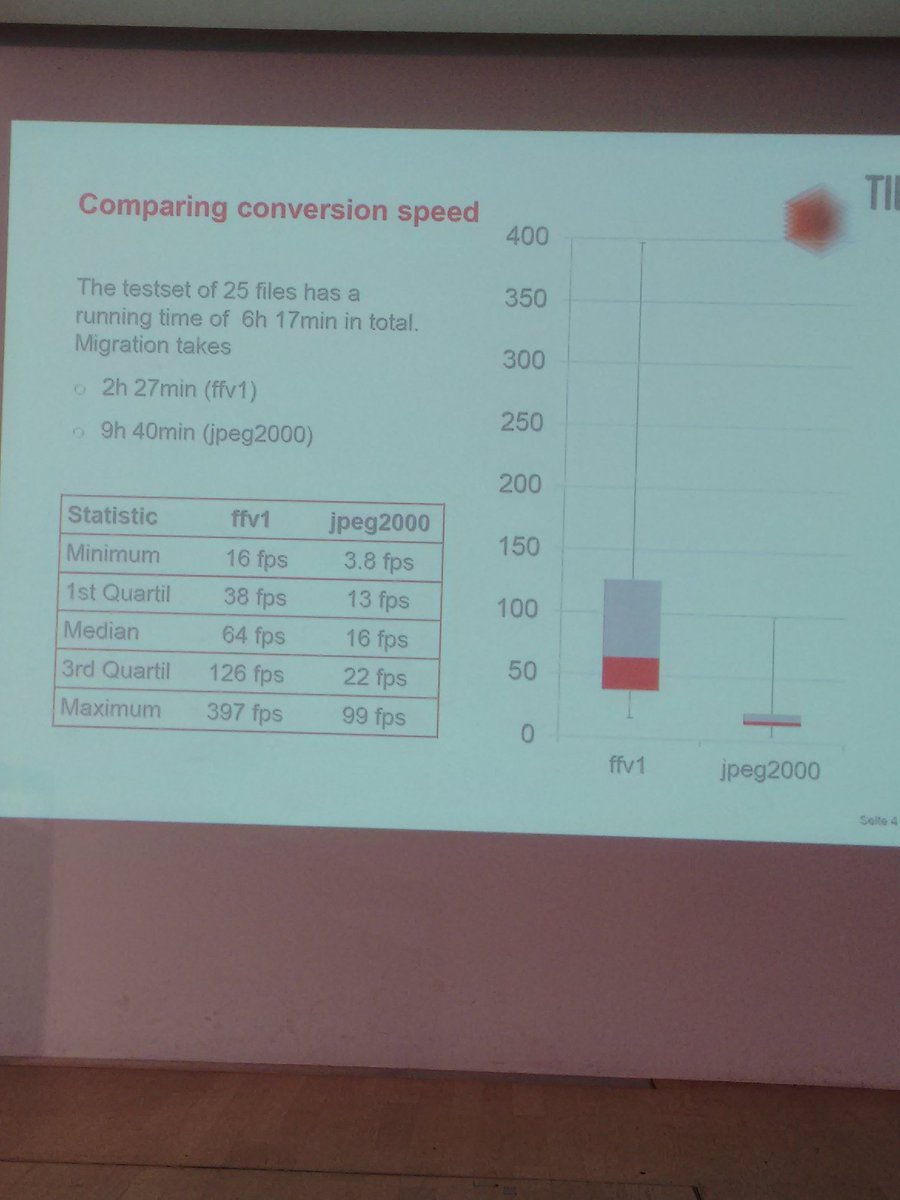 Comparing conversion speed
The testset of 25 files has a
running time of 6h 17min in total.
Migration takes
○ 2h 27min (ffv1)
○ 9h 40min (jpeg2000)
Statistic ffv1 jpeg2000
Minimum 16 fps 3.8 fps
1st Quartil 38 fps 13 fps
Median 64 fps 16 fps
3rd Quartil 126 fps 22 fps
Maximum 397 fps 99 fps
400
350
300
250
200
150
100
50
0
ffv1 jpeg2000
Seite 4